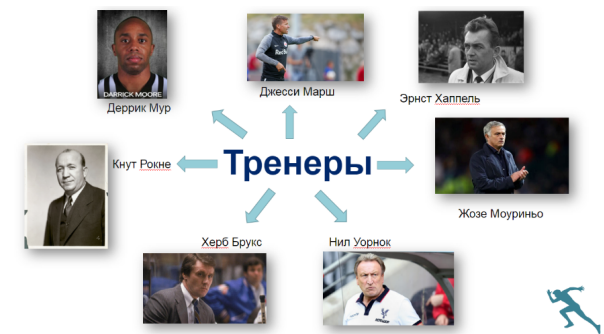 DARRICK MOORE
Деррик Мур
Джесси Марш
Эрнст Хаппель
Кнут Рокне
Тренеры
Жозе Моуриньо
Херб Брукс
Нил Уорнок